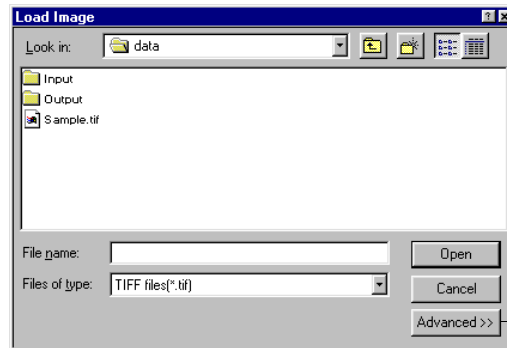 Load Image
Look in: data
Input
Output
Sample.tif
File name: Open
Files of type: TIFF files(*.tif) Cancel
Advanced >>